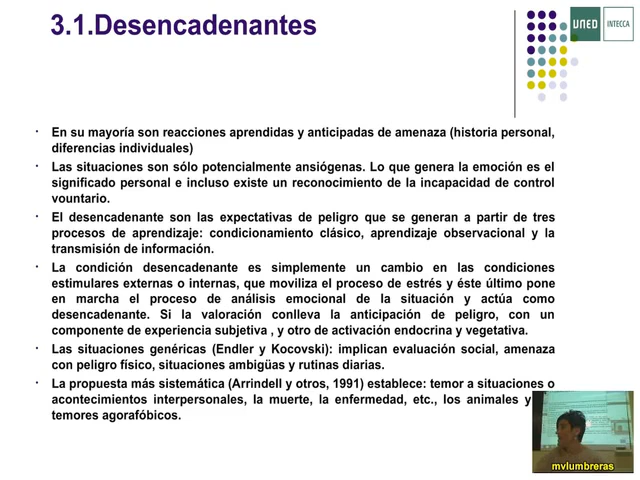 3.1.Desencadenantes
UNED
INTECCA
En su mayoría son reacciones aprendidas y anticipadas de amenaza (historia personal,
diferencias individuales)
Las situaciones son sólo potencialmente ansiógenas. Lo que genera la emoción es el
significado personal e incluso existe un reconocimiento de la incapacidad de control
vountario.
El desencadenante son las expectativas de peligro que se generan a partir de tres
procesos de aprendizaje: condicionamiento clásico, aprendizaje observacional y la
transmisión de información.
La condición desencadenante es simplemente un cambio en las condiciones
estimulares externas o internas, que moviliza el proceso de estrés y éste último pone
en marcha el proceso de análisis emocional de la situación y actúa como
desencadenante. Si la valoración conlleva la anticipación de peligro, con un
componente de experiencia subjetiva , y otro de activación endocrina y vegetativa.
Las situaciones genéricas (Endler y Kocovski): implican evaluación social, amenaza
con peligro físico, situaciones ambigüas y rutinas diarias.
La propuesta más sistemática (Arrindell y otros, 1991) establece: temor a situaciones o
acontecimientos interpersonales, la muerte, la enfermedad, etc., los animales y
temores agorafóbicos.
mvlumbreras